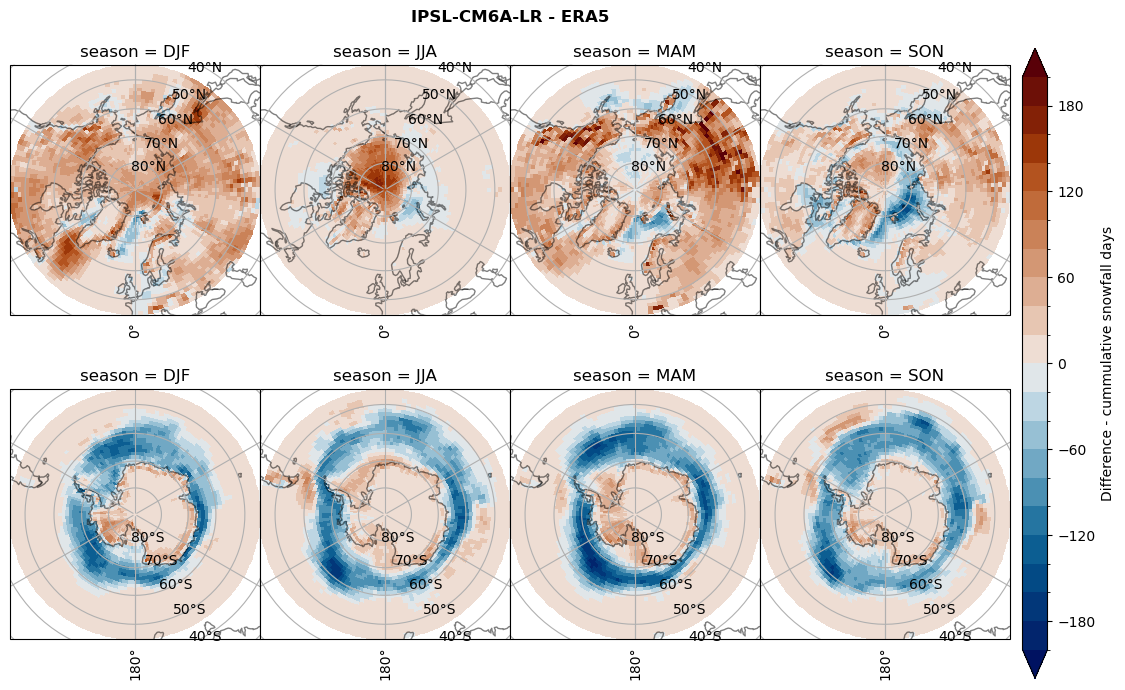 IPSL-CM6A-LR - ERA5
season = DJF
season = JJA
season = MAM
season = SON
40°N
50°N
60°N
70°N
80°N
40°N
50°N
60°N
70°N
80°N
40°N
50°N
60°N
70°N
80°N
40°N
50°N
60°N
70°N
80°N
0°
0°
0°
0°
season = DJF
season = JJA
season = MAM
season = SON
80°S
70°S
60°S
50°S
40°S
80°S
70°S
60°S
50°S
40°S
80°S
70°S
60°S
50°S
40°S
80°S
70°S
60°S
50°S
40°S
180°
180°
180°
180°
180
120
60
0
−60
−120
−180
Difference - cummulative snowfall days